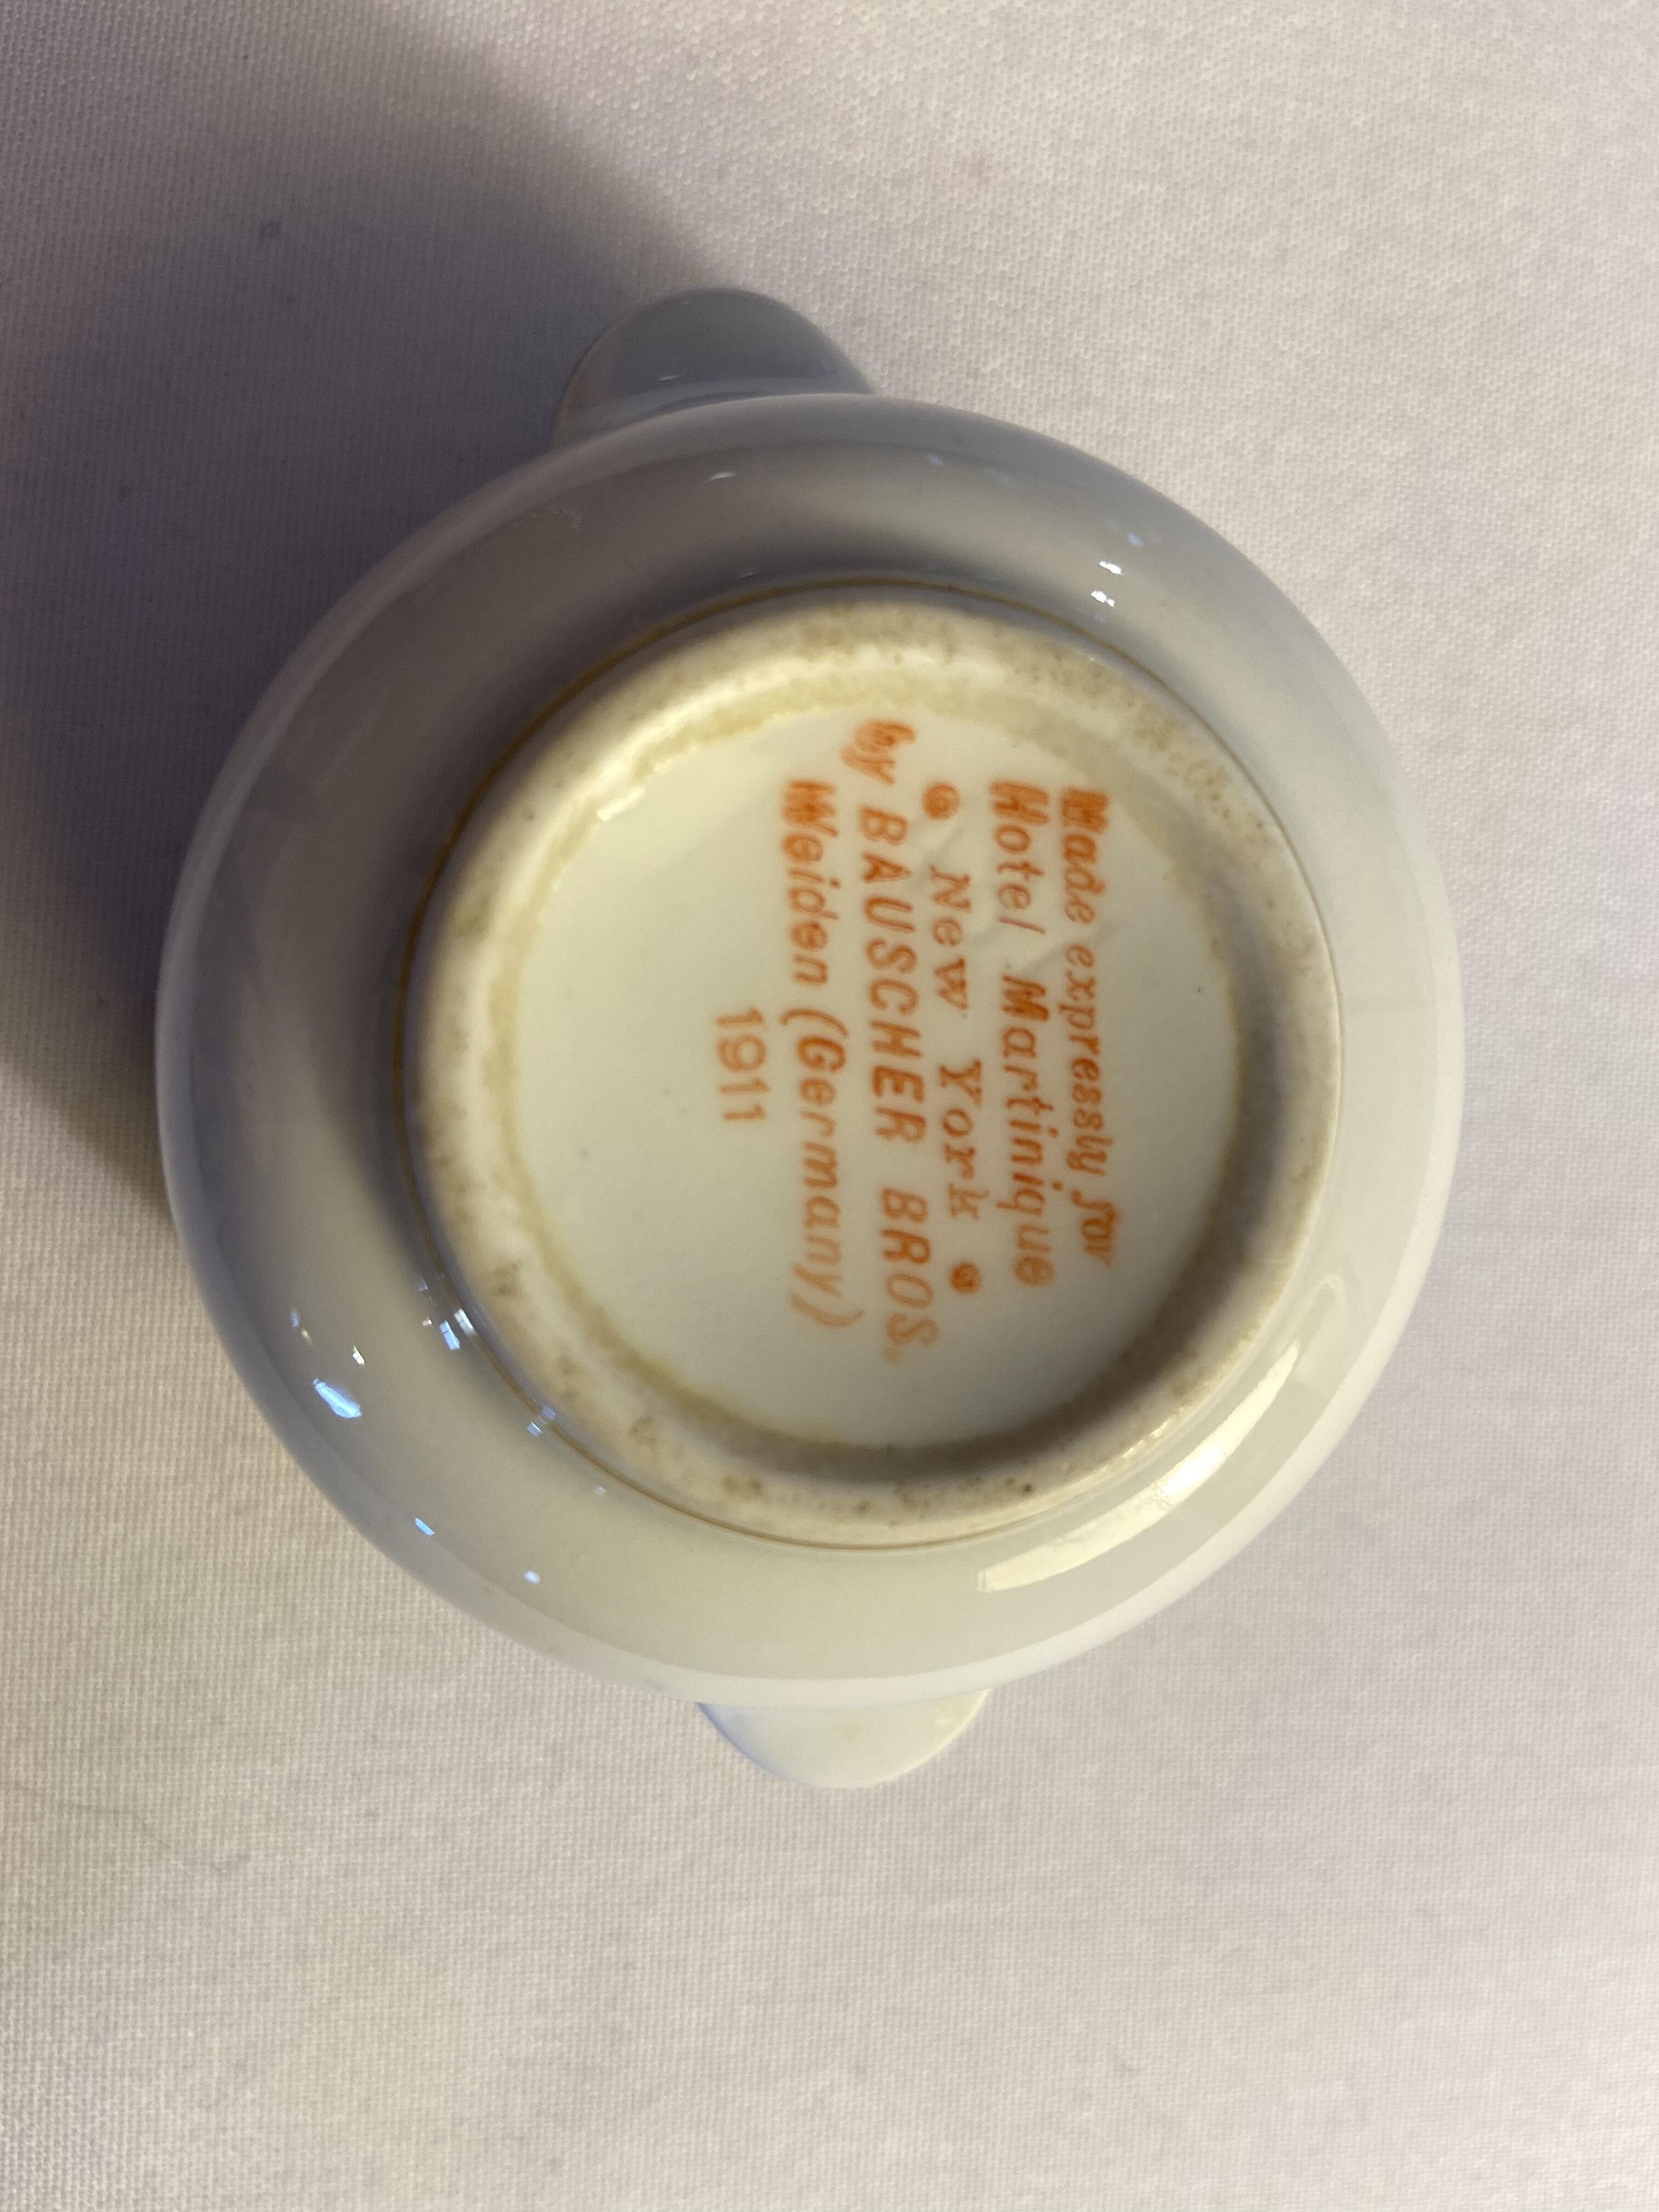 Made expressly for
Hotel Martinique
New York
by BAUSCHER BROS.
Weiden (Germany)
1911